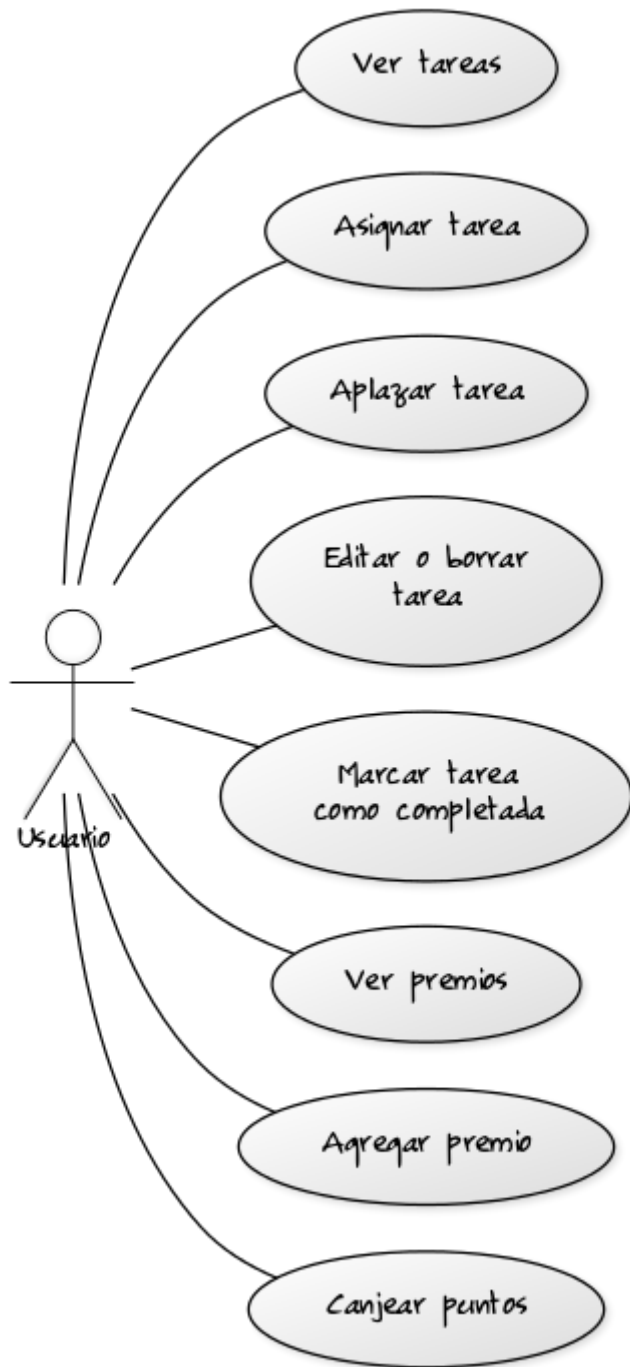 Ver tareas
Asignar tarea
Aplazar tarea
Editar o borrar
tarea
Marcar tarea
como completada
Usuario
Ver premios
Agregar premio
Canjear puntos